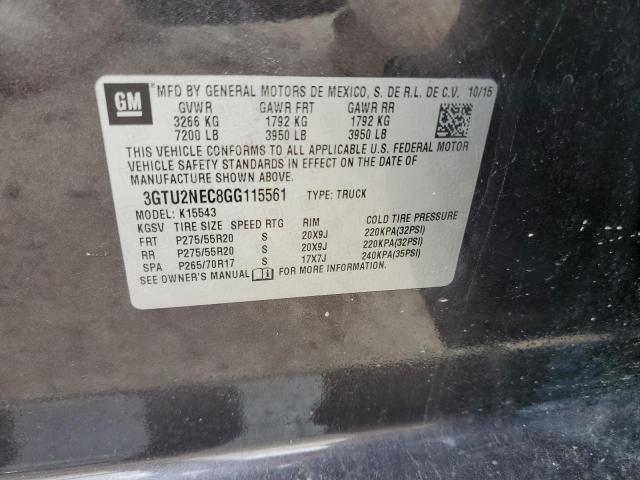 GM
MFD BY GENERAL MOTORS DE MEXICO, S. DE R.L. DE C.V. 10/15
GVWR GAWR FRT GAWR RR
3266 KG 1792 KG 1792 KG
7200 LB 3950 LB 3950 LB
THIS VEHICLE CONFORMS TO ALL APPLICABLE U.S. FEDERAL MOTOR
VEHICLE SAFETY STANDARDS IN EFFECT ON THE DATE OF
MANUFACTURE SHOWN ABOVE.
3GTU2NEC8GG115561 TYPE: TRUCK
MODEL: K15543
KGSV TIRE SIZE SPEED RTG RIM COLD TIRE PRESSURE
FRT P275/55R20 S 20X9J 220KPA(32PSI)
RR P275/55R20 S 20X9J 220KPA(32PSI)
SPA P265/70R17 S 17X7J 240KPA(35PSI)
SEE OWNER'S MANUAL FOR MORE INFORMATION.